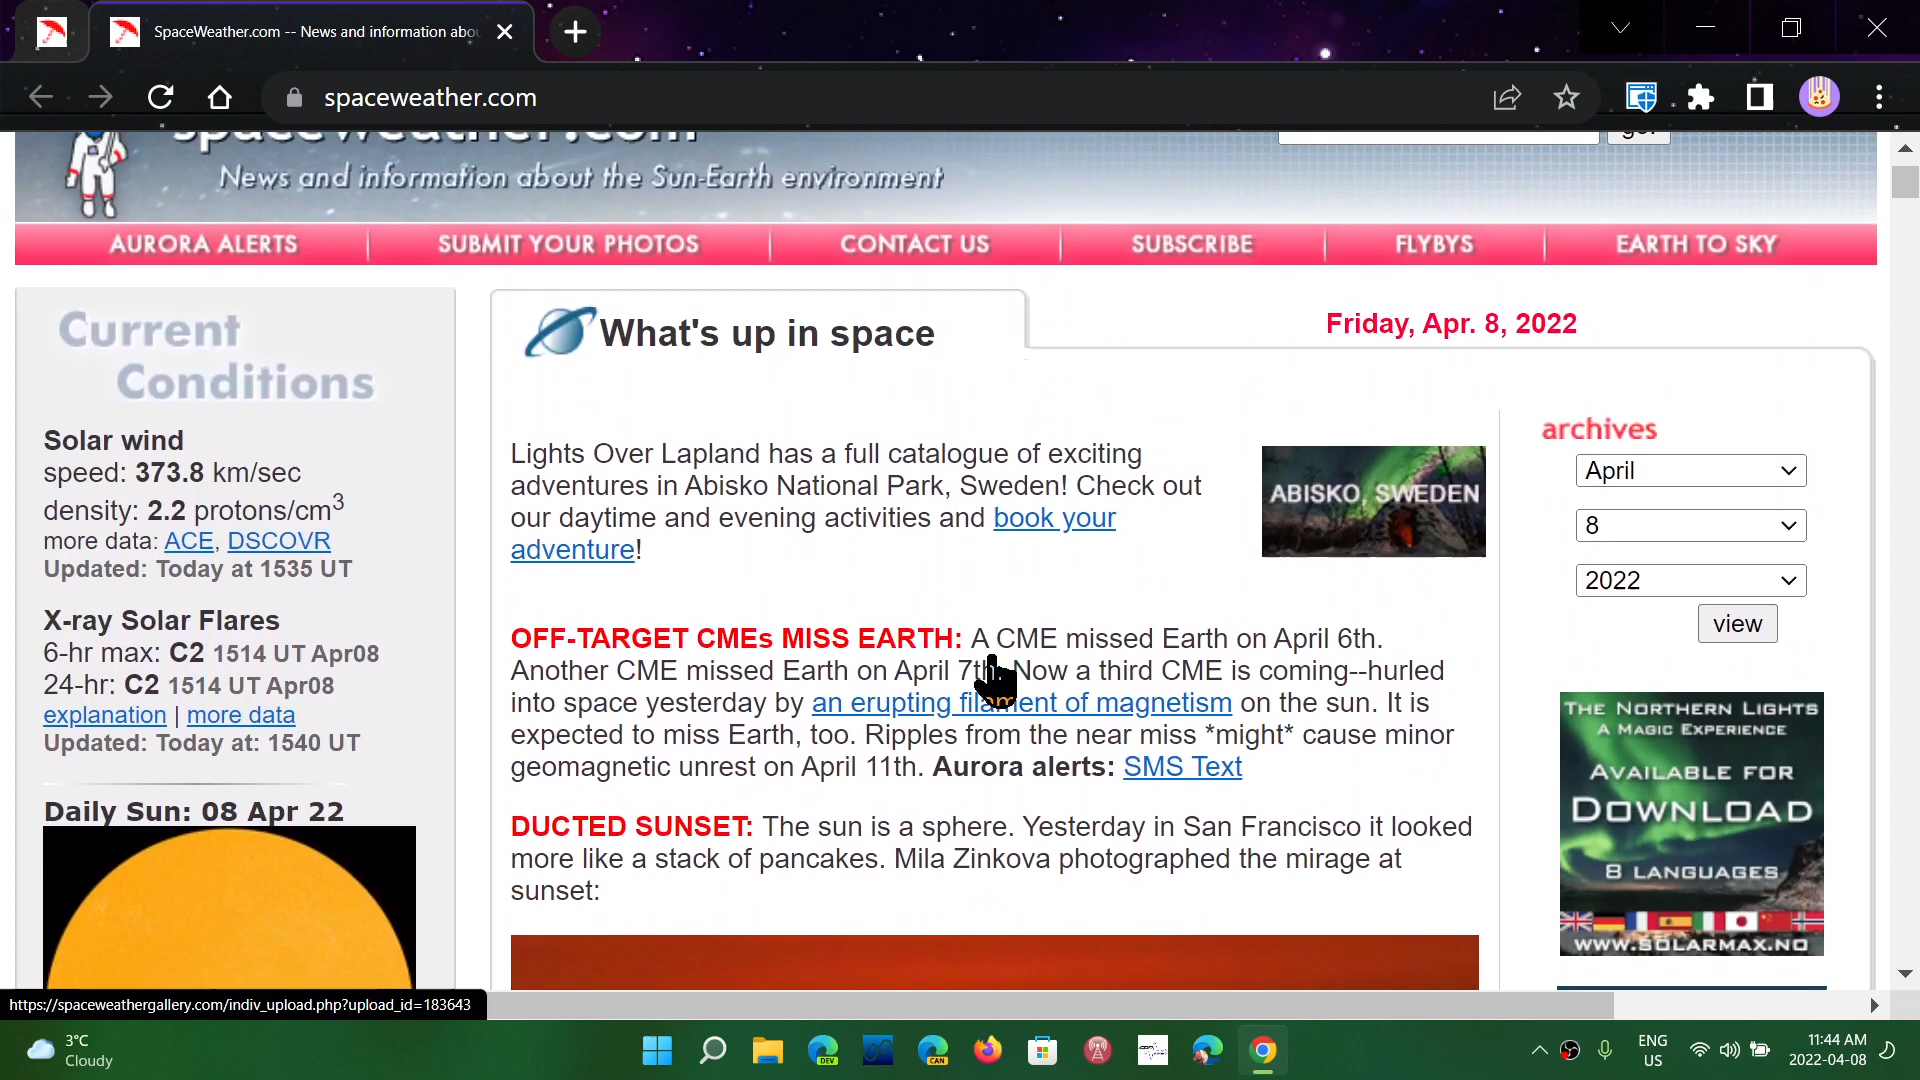 SpaceWeather.com -- News and information abou
spaceweather.com
spaceweather.com
go!
News and information about the Sun-Earth environment
AURORA ALERTS
SUBMIT YOUR PHOTOS
CONTACT US
SUBSCRIBE
FLYBYS
EARTH TO SKY
Current
Conditions
Solar wind
speed: 373.8 km/sec
density: 2.2 protons/cm3
more data: ACE, DSCOVR
Updated: Today at 1535 UT
X-ray Solar Flares
6-hr max: C2 1514 UT Apr08
24-hr: C2 1514 UT Apr08
explanation | more data
Updated: Today at: 1540 UT
Daily Sun: 08 Apr 22
What's up in space
Friday, Apr. 8, 2022
Lights Over Lapland has a full catalogue of exciting
adventures in Abisko National Park, Sweden! Check out
our daytime and evening activities and book your
adventure!
ABISKO, SWEDEN
OFF-TARGET CMEs MISS EARTH: A CME missed Earth on April 6th.
Another CME missed Earth on April 7th. Now a third CME is coming--hurled
into space yesterday by an erupting filament of magnetism on the sun. It is
expected to miss Earth, too. Ripples from the near miss *might* cause minor
geomagnetic unrest on April 11th. Aurora alerts: SMS Text
DUCTED SUNSET: The sun is a sphere. Yesterday in San Francisco it looked
more like a stack of pancakes. Mila Zinkova photographed the mirage at
sunset:
archives
April
8
2022
view
THE NORTHERN LIGHTS
A MAGIC EXPERIENCE
AVAILABLE FOR
DOWNLOAD
8 LANGUAGES
WWW.SOLARMAX.NO
https://spaceweathergallery.com/indiv_upload.php?upload_id=183643
3°C
Cloudy
DEV
CAN
ENG
US
11:44 AM
2022-04-08